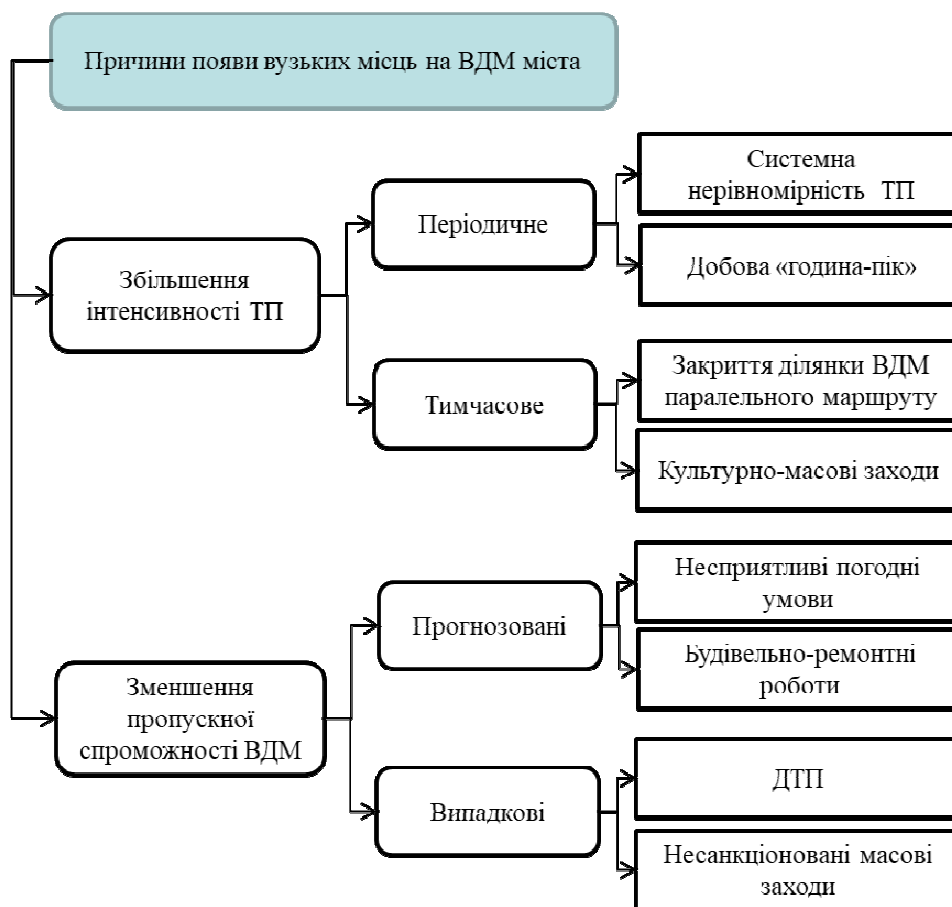 Причини появи вузьких місць на ВДМ міста
Збільшення
інтенсивності ТП
Періодичне
Системна
нерівномірність ТП
Добова «година-пік»
Тимчасове
Закриття ділянки ВДМ
паралельного маршруту
Культурно-масові заходи
Зменшення
пропускної
спроможності ВДМ
Прогнозовані
Несприятливі погодні
умови
Будівельно-ремонтні
роботи
Випадкові
ДТП
Несанкціоновані масові
заходи